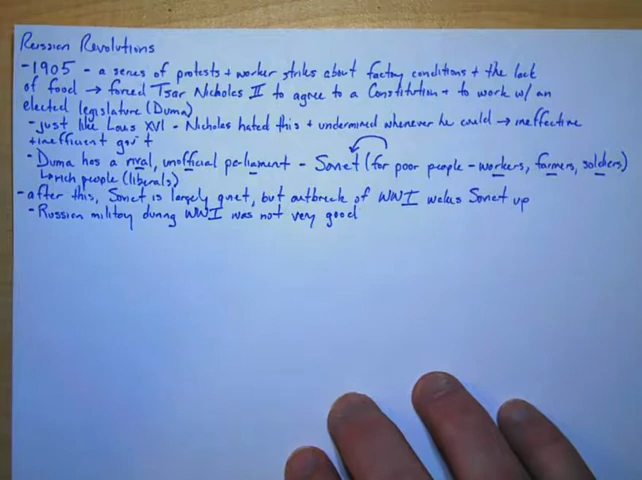 Russian Revolutions
- 1905 - a series of protests + worker strikes about factory conditions + the lack
of food → forced Tsar Nicholas II to agree to a Constitution + to work w/ an
elected legislature (Duma)
- just like Louis XVI - Nicholas hated this + undermined whenever he could → ineffective
+ inefficient gov't
- Duma has a rival, unofficial parliament - Soviet (for poor people - workers, farmers, soldiers)
↳ rich people (liberals)
- after this, Soviet is largely quiet, but outbreak of WWI wakes Soviet up
- Russian military during WWI was not very good